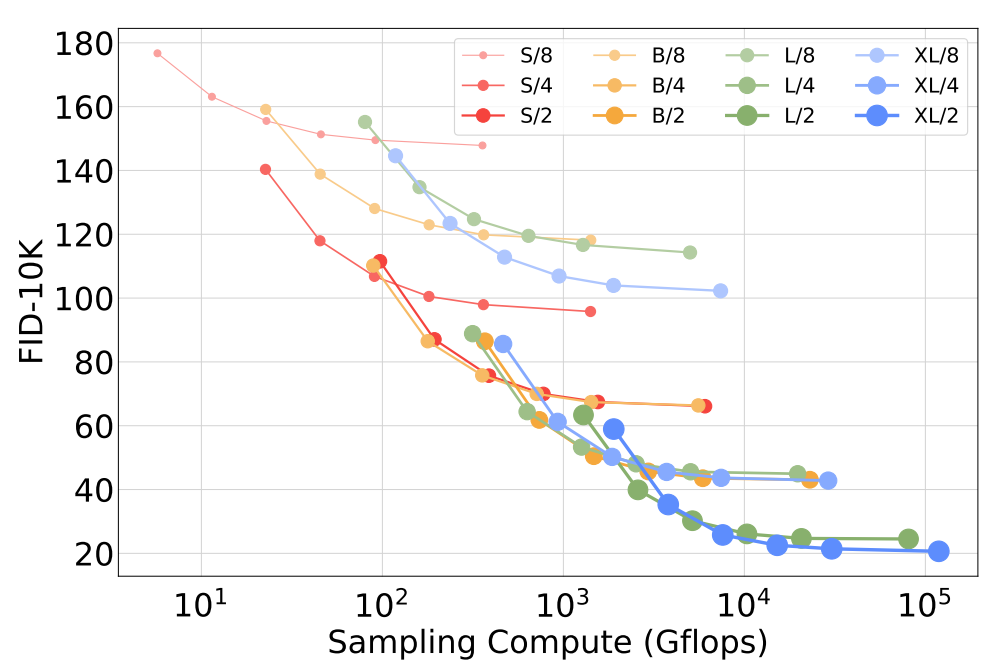 180
160
140
120
100
80
60
40
20
FID-10K
S/8 B/8 L/8 XL/8
S/4 B/4 L/4 XL/4
S/2 B/2 L/2 XL/2
10¹ 10² 10³ 10⁴ 10⁵
Sampling Compute (Gflops)